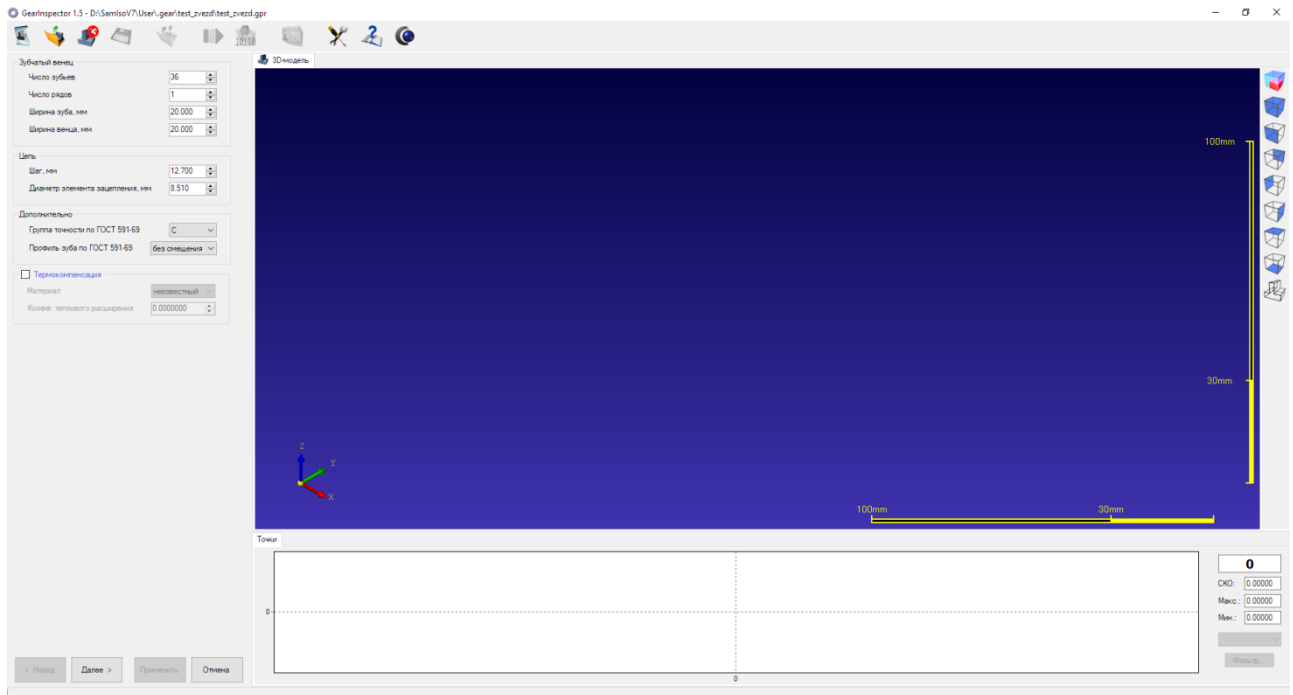 GearInspector 1.5 - D:\SamIsoV7\User\.gear\test_zvezd\test_zvezd.gpr
3D-модель
Зубчатый венец
Число зубьев 36
Число рядов 1
Ширина зуба, мм 20.000
Ширина венца, мм 20.000
Цепь
Шаг, мм 12.700
Диаметр элемента зацепления, мм 8.510
Дополнительно
Группа точности по ГОСТ 591-69 C
Профиль зуба по ГОСТ 591-69 без смещения
Термокомпенсация
Материал неизвестный
Коэфф. теплового расширения 0.0000000
100mm
30mm
Z
Y
X
100mm 30mm
Точки
0
0
0
СКО: 0.00000
Макс.: 0.00000
Мин.: 0.00000
Фильтр...
< Назад Далее > Применить Отмена